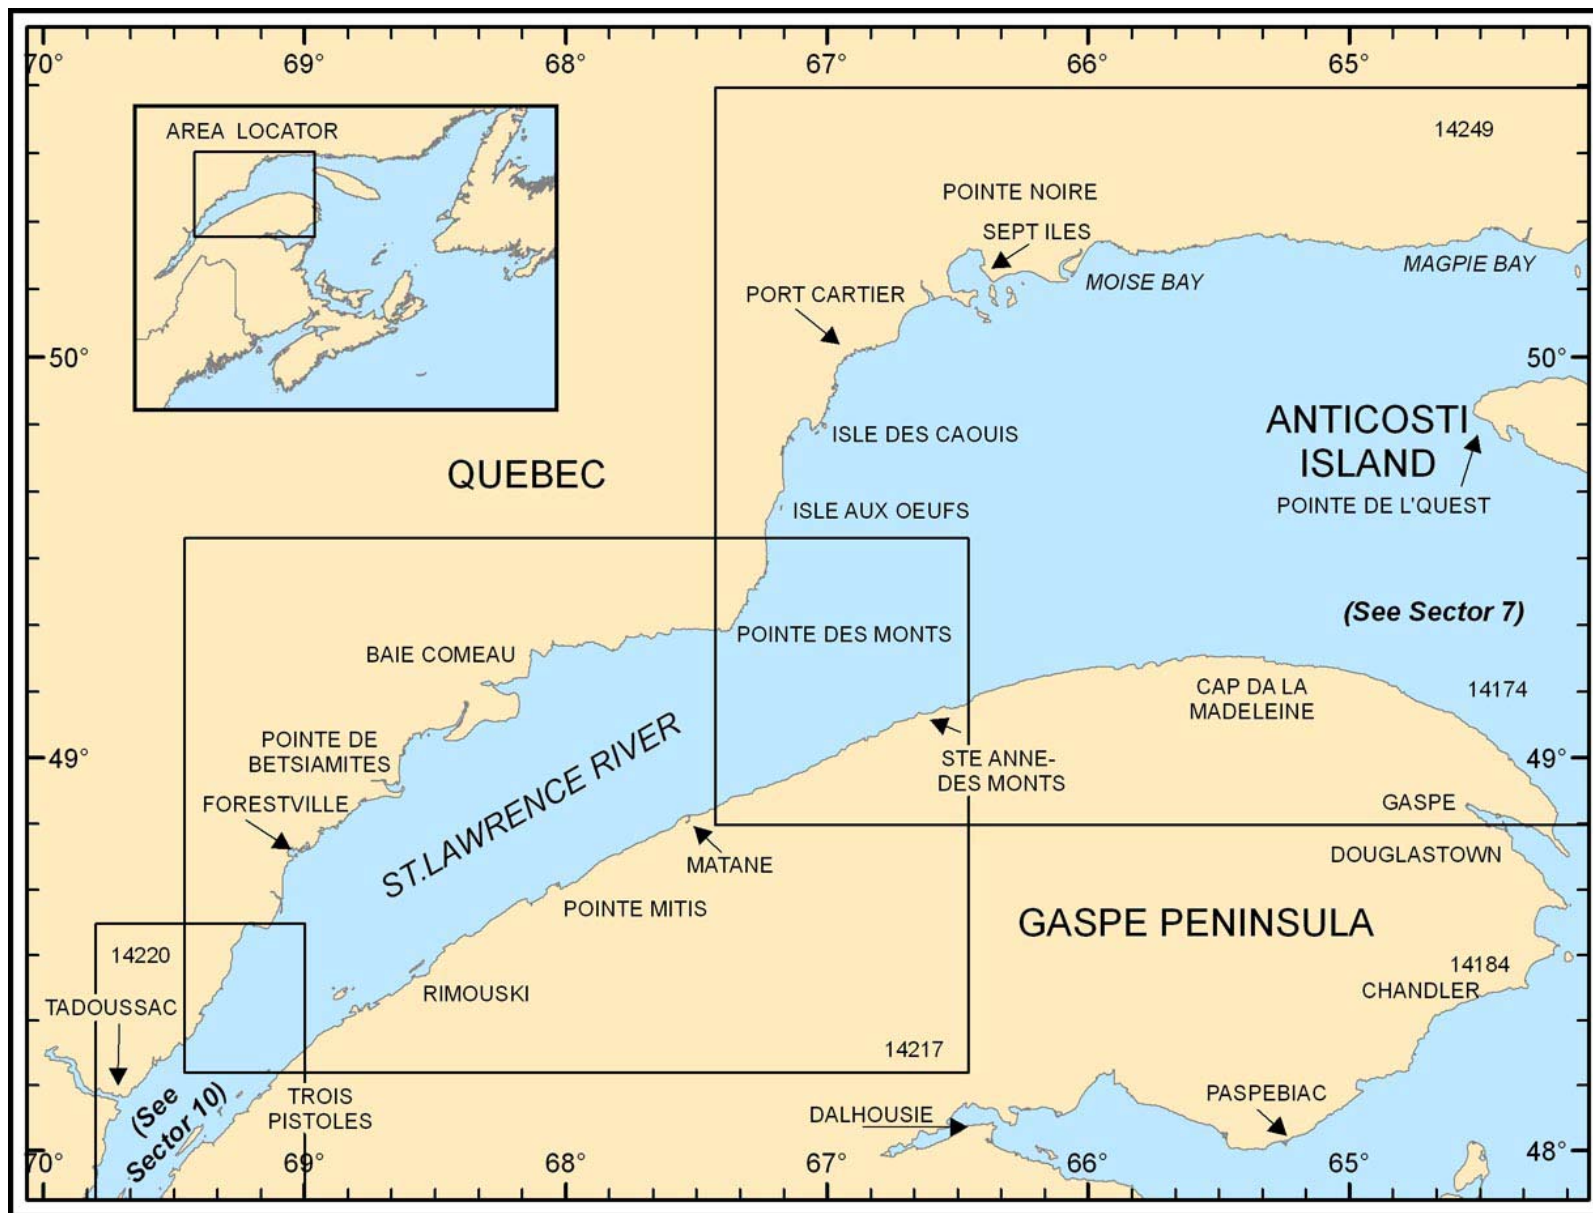 70°
69°
68°
67°
66°
65°
AREA LOCATOR
14249
POINTE NOIRE
SEPT ILES
MOISE BAY
MAGPIE BAY
PORT CARTIER
50°
50°
ISLE DES CAOUIS
ANTICOSTI
ISLAND
QUEBEC
POINTE DE L'QUEST
ISLE AUX OEUFS
(See Sector 7)
POINTE DES MONTS
BAIE COMEAU
CAP DA LA
MADELEINE
14174
POINTE DE
BETSIAMITES
ST.LAWRENCE RIVER
49°
49°
STE ANNE-
DES MONTS
FORESTVILLE
GASPE
MATANE
DOUGLASTOWN
POINTE MITIS
GASPE PENINSULA
14220
14184
CHANDLER
TADOUSSAC
RIMOUSKI
14217
(See
Sector 10)
TROIS
PISTOLES
DALHOUSIE
PASPEBIAC
48°
70°
69°
68°
67°
66°
65°